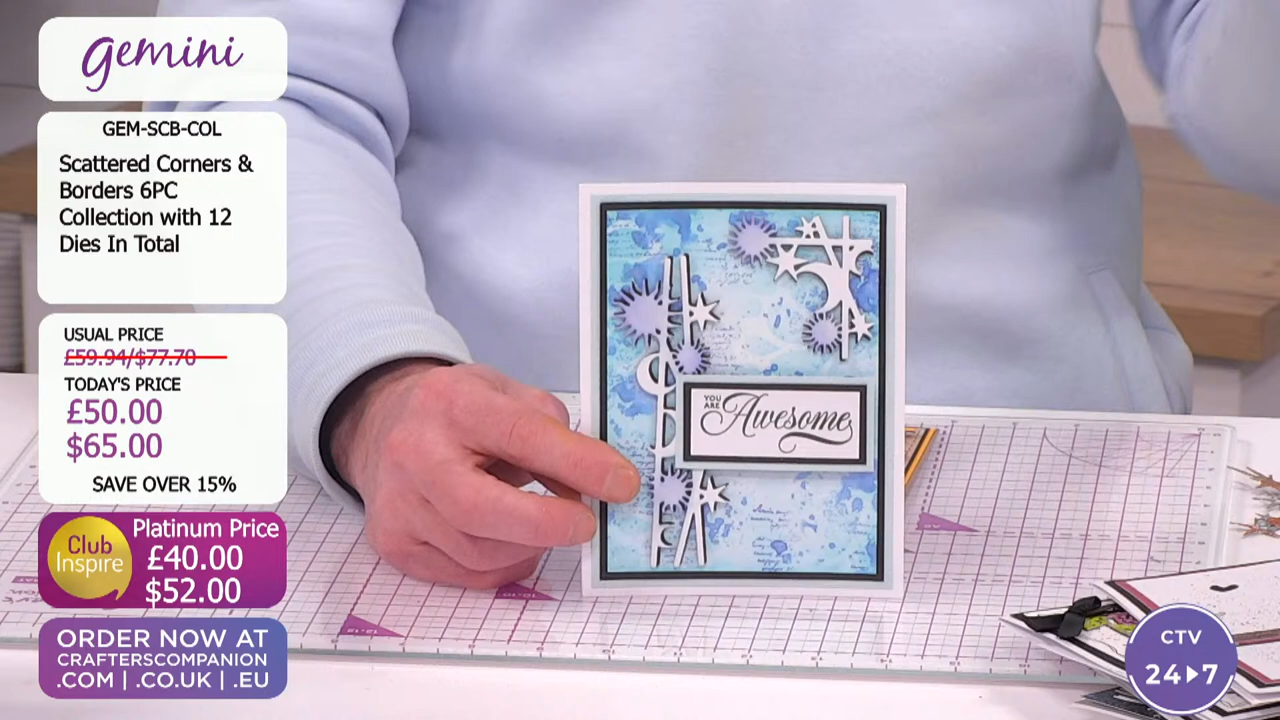 gemini
GEM-SCB-COL
Scattered Corners &
Borders 6PC
Collection with 12
Dies In Total
USUAL PRICE
£59.94/$77.70
TODAY'S PRICE
£50.00
$65.00
SAVE OVER 15%
Club
Inspire
Platinum Price
£40.00
$52.00
ORDER NOW AT
CRAFTERSCOMPANION
.COM | .CO.UK | .EU
YOU
ARE
Awesome
CTV
24▶7